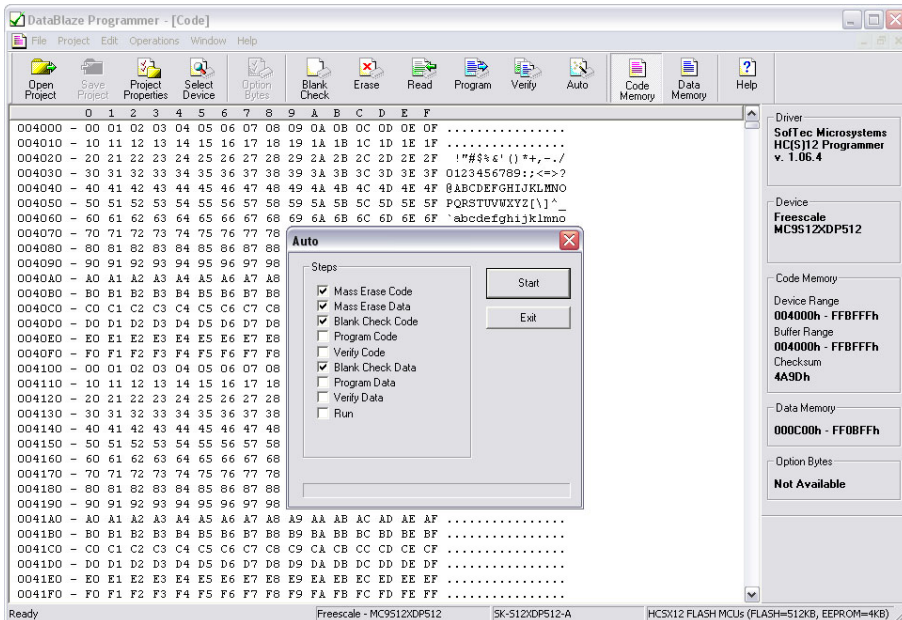 DataBlaze Programmer - [Code]
File Project Edit Operations Window Help
Open Project
Save Project
Project Properties
Select Device
Option Bytes
Blank Check
Erase
Read
Program
Verify
Auto
Code Memory
Data Memory
Help
0 1 2 3 4 5 6 7 8 9 A B C D E F
004000 - 00 01 02 03 04 05 06 07 08 09 0A 0B 0C 0D 0E 0F ................
004010 - 10 11 12 13 14 15 16 17 18 19 1A 1B 1C 1D 1E 1F ................
004020 - 20 21 22 23 24 25 26 27 28 29 2A 2B 2C 2D 2E 2F !"#$%&'()*+,-./
004030 - 30 31 32 33 34 35 36 37 38 39 3A 3B 3C 3D 3E 3F 0123456789:;<=>?
004040 - 40 41 42 43 44 45 46 47 48 49 4A 4B 4C 4D 4E 4F @ABCDEFGHIJKLMNO
004050 - 50 51 52 53 54 55 56 57 58 59 5A 5B 5C 5D 5E 5F PQRSTUVWXYZ[\]^_
004060 - 60 61 62 63 64 65 66 67 68 69 6A 6B 6C 6D 6E 6F `abcdefghijklmno
004070 - 70 71 72 73 74 75 76 77 78
004080 - 80 81 82 83 84 85 86 87 88
004090 - 90 91 92 93 94 95 96 97 98
0040A0 - A0 A1 A2 A3 A4 A5 A6 A7 A8
0040B0 - B0 B1 B2 B3 B4 B5 B6 B7 B8
0040C0 - C0 C1 C2 C3 C4 C5 C6 C7 C8
0040D0 - D0 D1 D2 D3 D4 D5 D6 D7 D8
0040E0 - E0 E1 E2 E3 E4 E5 E6 E7 E8
0040F0 - F0 F1 F2 F3 F4 F5 F6 F7 F8
004100 - 00 01 02 03 04 05 06 07 08
004110 - 10 11 12 13 14 15 16 17 18
004120 - 20 21 22 23 24 25 26 27 28
004130 - 30 31 32 33 34 35 36 37 38
004140 - 40 41 42 43 44 45 46 47 48
004150 - 50 51 52 53 54 55 56 57 58
004160 - 60 61 62 63 64 65 66 67 68
004170 - 70 71 72 73 74 75 76 77 78
004180 - 80 81 82 83 84 85 86 87 88
004190 - 90 91 92 93 94 95 96 97 98
0041A0 - A0 A1 A2 A3 A4 A5 A6 A7 A8 A9 AA AB AC AD AE AF ................
0041B0 - B0 B1 B2 B3 B4 B5 B6 B7 B8 B9 BA BB BC BD BE BF ................
0041C0 - C0 C1 C2 C3 C4 C5 C6 C7 C8 C9 CA CB CC CD CE CF ................
0041D0 - D0 D1 D2 D3 D4 D5 D6 D7 D8 D9 DA DB DC DD DE DF ................
0041E0 - E0 E1 E2 E3 E4 E5 E6 E7 E8 E9 EA EB EC ED EE EF ................
0041F0 - F0 F1 F2 F3 F4 F5 F6 F7 F8 F9 FA FB FC FD FE FF ................
Auto
Steps
Mass Erase Code
Mass Erase Data
Blank Check Code
Program Code
Verify Code
Blank Check Data
Program Data
Verify Data
Run
Start
Exit
Driver
SofTec Microsystems
HC(S)12 Programmer
v. 1.06.4
Device
Freescale
MC9S12XDP512
Code Memory
Device Range
004000h - FFBFFFh
Buffer Range
004000h - FFBFFFh
Checksum
4A9Dh
Data Memory
000C00h - FF0BFFh
Option Bytes
Not Available
Ready
Freescale - MC9S12XDP512
SK-S12XDP512-A
HCSX12 FLASH MCUs (FLASH=512KB, EEPROM=4KB)